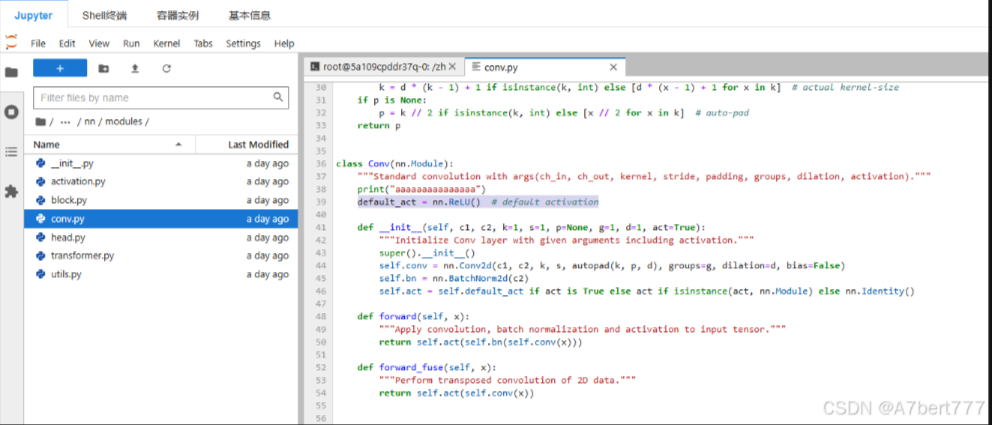 Jupyter Shell终端 容器实例 基本信息
File Edit View Run Kernel Tabs Settings Help
root@5a109cpddr37q-0: /zh
conv.py
Filter files by name
/ ··· / nn / modules /
Name Last Modified
__init__.py a day ago
activation.py a day ago
block.py a day ago
conv.py a day ago
head.py a day ago
transformer.py a day ago
utils.py a day ago
30 k = d * (k - 1) + 1 if isinstance(k, int) else [d * (x - 1) + 1 for x in k]  # actual kernel-size
31 if p is None:
32 p = k // 2 if isinstance(k, int) else [x // 2 for x in k]  # auto-pad
33 return p
34
35
36 class Conv(nn.Module):
37 """Standard convolution with args(ch_in, ch_out, kernel, stride, padding, groups, dilation, activation)."""
38 print("aaaaaaaaaaaaaaa")
39 default_act = nn.ReLU()  # default activation
40
41 def __init__(self, c1, c2, k=1, s=1, p=None, g=1, d=1, act=True):
42 """Initialize Conv layer with given arguments including activation."""
43 super().__init__()
44 self.conv = nn.Conv2d(c1, c2, k, s, autopad(k, p, d), groups=g, dilation=d, bias=False)
45 self.bn = nn.BatchNorm2d(c2)
46 self.act = self.default_act if act is True else act if isinstance(act, nn.Module) else nn.Identity()
47
48 def forward(self, x):
49 """Apply convolution, batch normalization and activation to input tensor."""
50 return self.act(self.bn(self.conv(x)))
51
52 def forward_fuse(self, x):
53 """Perform transposed convolution of 2D data."""
54 return self.act(self.conv(x))
55
56
CSDN @A7bert777